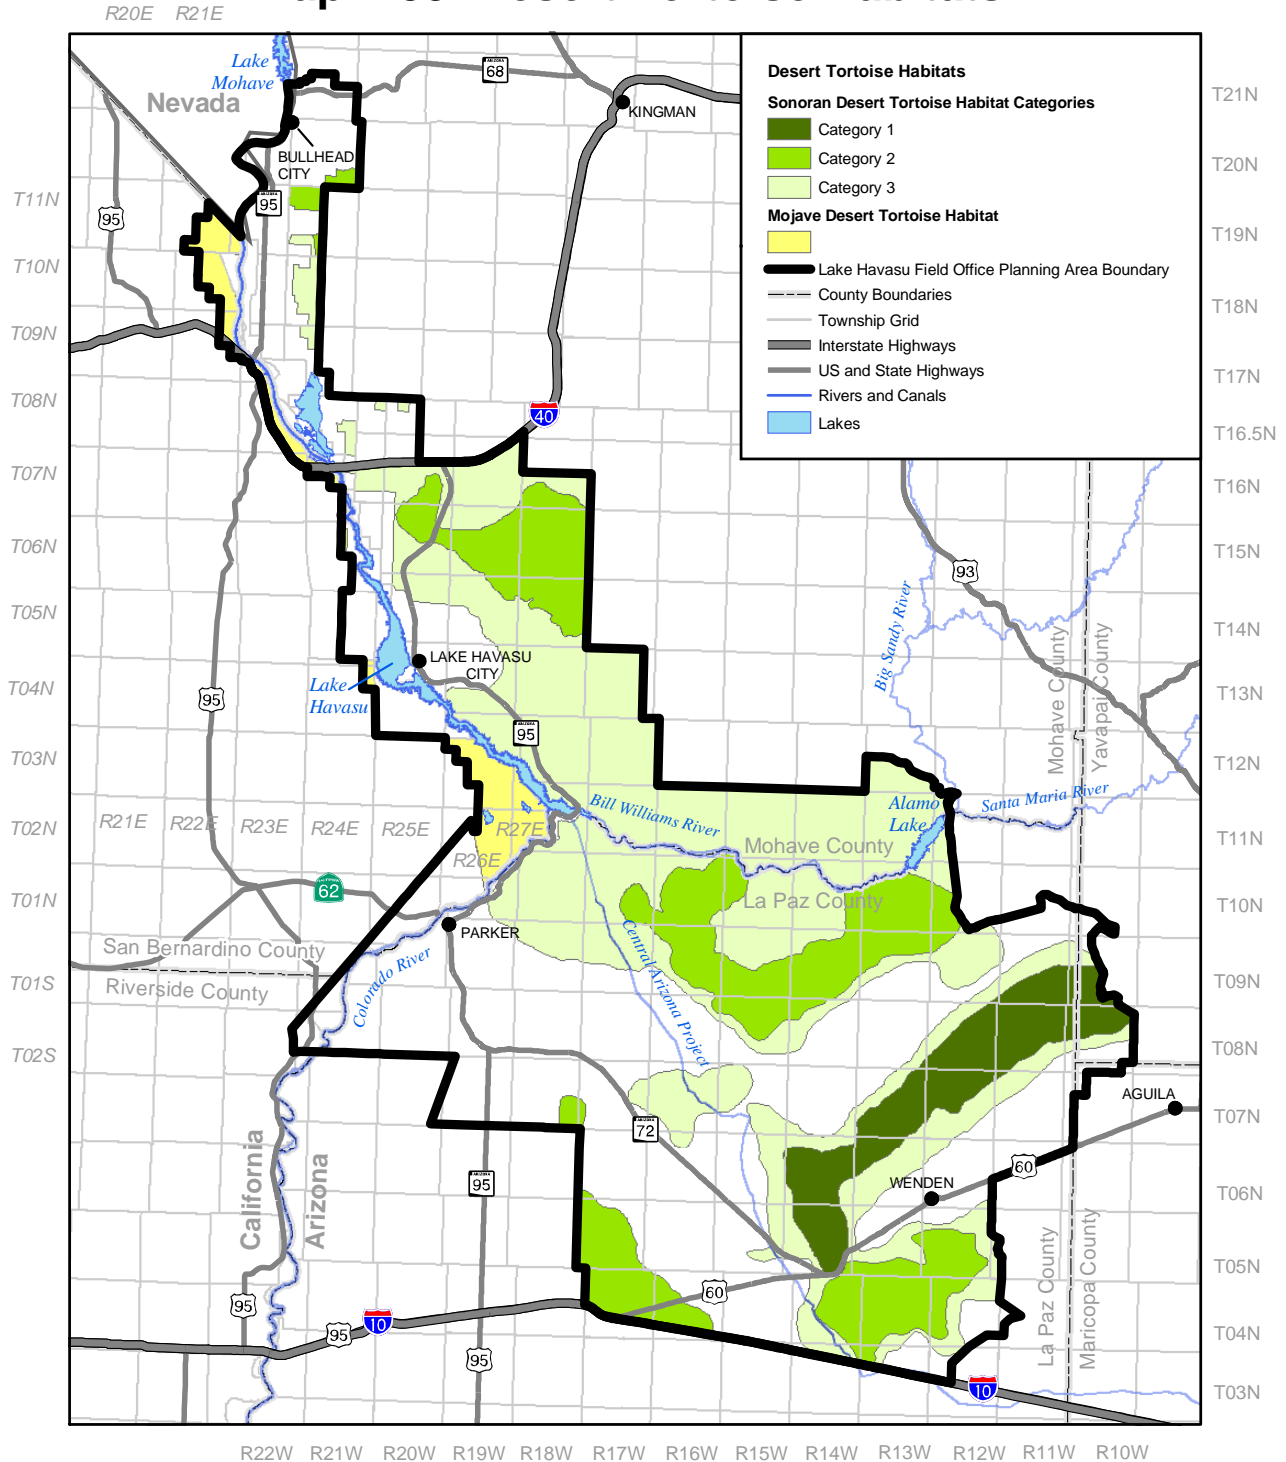 R20E R21E
Lake
Mohave
Nevada
ARIZONA
68
KINGMAN
BULLHEAD
CITY
ARIZONA
95
95
Desert Tortoise Habitats
Sonoran Desert Tortoise Habitat Categories
Category 1
Category 2
Category 3
Mojave Desert Tortoise Habitat
Lake Havasu Field Office Planning Area Boundary
County Boundaries
Township Grid
Interstate Highways
US and State Highways
Rivers and Canals
Lakes
T21N
T20N
T19N
T18N
T17N
T16.5N
T16N
T15N
T14N
T13N
T12N
T11N
T10N
T09N
T08N
T07N
T06N
T05N
T04N
T03N
T11N
T10N
T09N
T08N
T07N
T06N
T05N
T04N
T03N
T02N
T01N
T01S
T02S
40
93
Big Sandy River
Mohave County
Yavapai County
LAKE HAVASU
CITY
Lake
Havasu
95
ARIZONA
95
Bill Williams River
Alamo
Lake
Santa Maria River
R21E R22E R23E R24E R25E R27E
R26E
Mohave County
La Paz County
CALIFORNIA
62
PARKER
San Bernardino County
Riverside County
Colorado River
Central Arizona Project
AGUILA
ARIZONA
72
60
WENDEN
ARIZONA
95
California
Arizona
La Paz County
Maricopa County
60
95
10
95
95
10
R22W R21W R20W R19W R18W R17W R16W R15W R14W R13W R12W R11W R10W